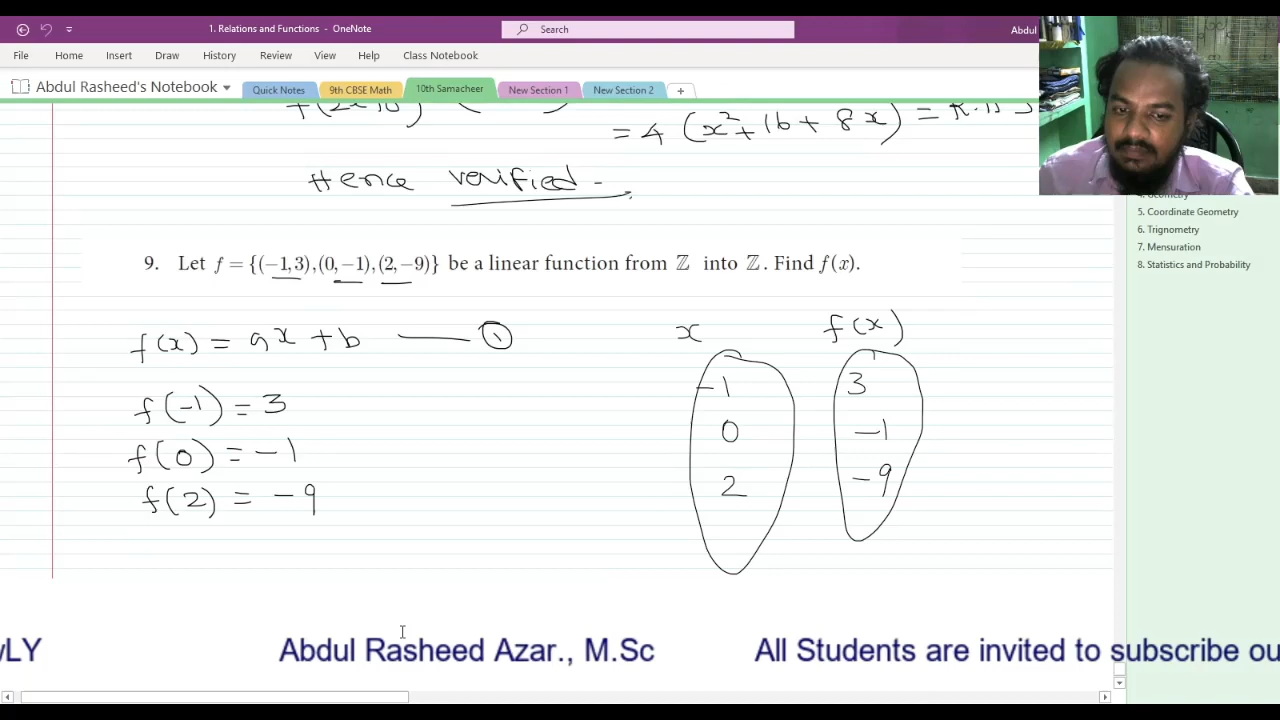 1. Relations and Functions - OneNote
Search
Abdul
File Home Insert Draw History Review View Help Class Notebook
Abdul Rasheed's Notebook
Quick Notes 9th CBSE Math 10th Samacheer New Section 1 New Section 2 +
= 4 (x²+16+8x) = R.H.S
Hence verified
5. Coordinate Geometry
6. Trignometry
7. Mensuration
8. Statistics and Probability
9. Let f = {(−1,3),(0,−1),(2,−9)} be a linear function from ℤ into ℤ. Find f(x).
f(x) = ax + b — ①
f(-1) = 3
f(0) = -1
f(2) = -9
x f(x)
-1 3
0 -1
2 -9
wLY Abdul Rasheed Azar., M.Sc All Students are invited to subscribe ou